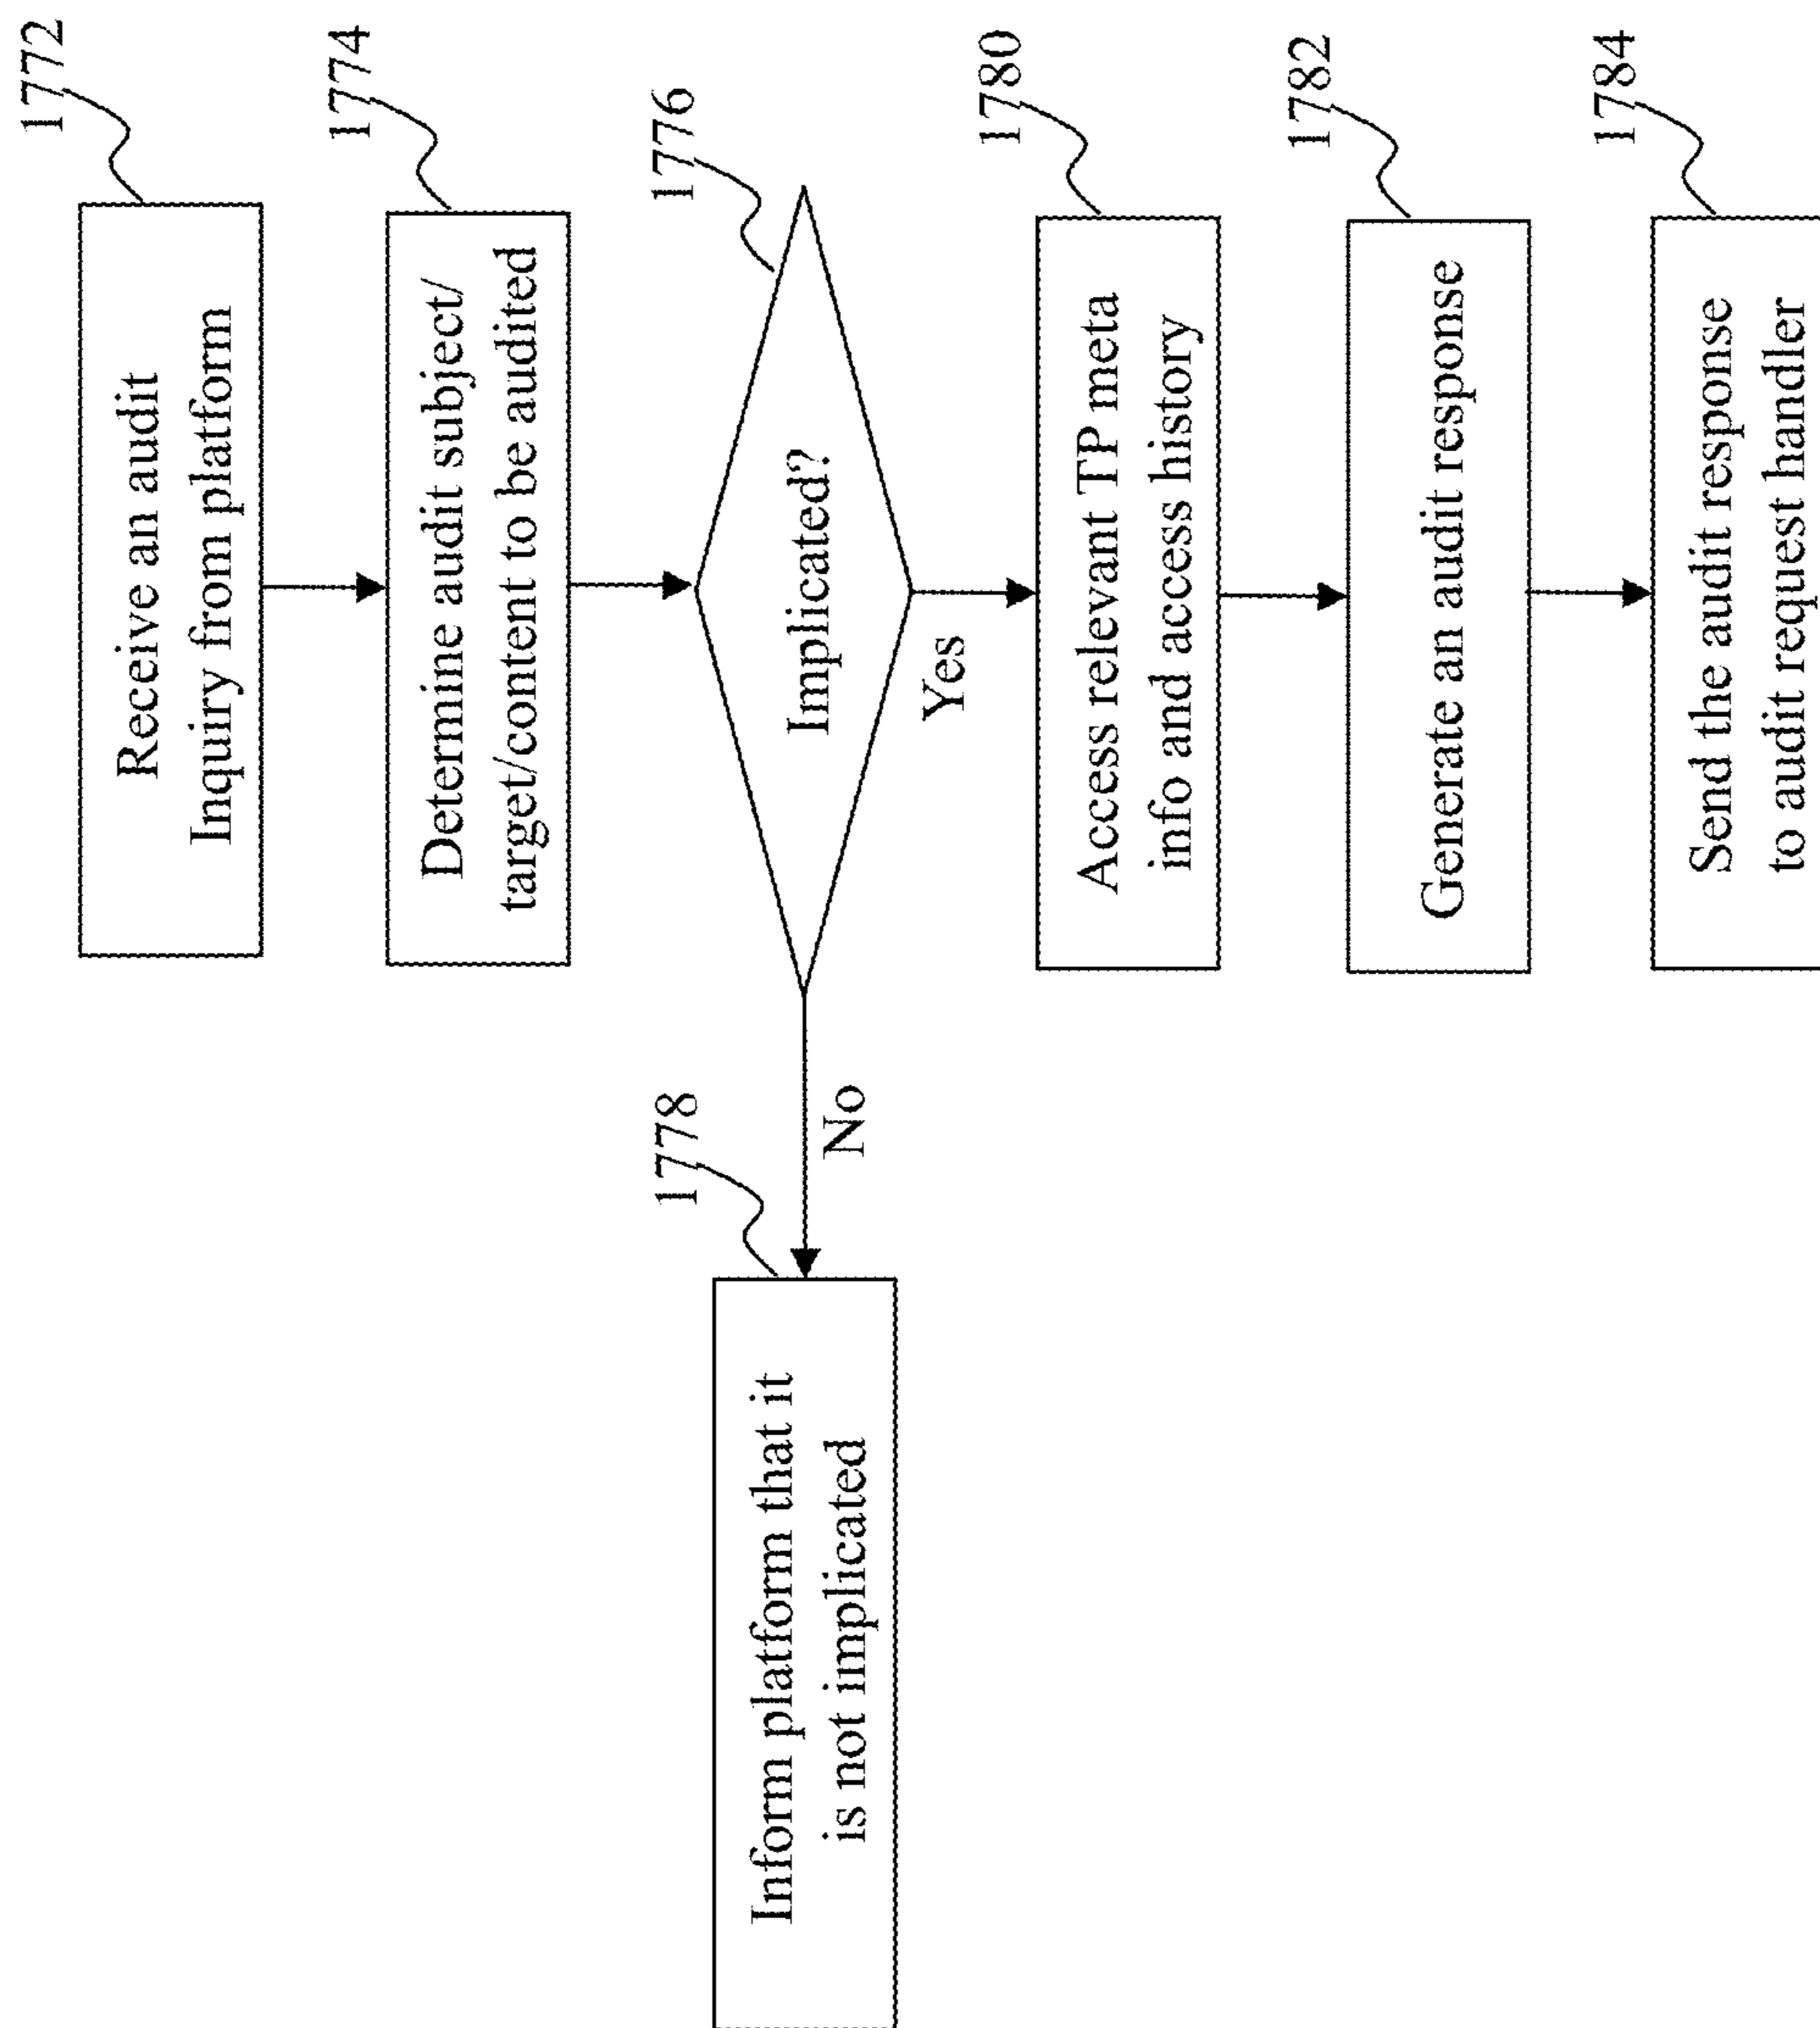 1772
Receive an audit
Inquiry from platform
1774
Determine audit subject/
target/content to be audited
1776
Implicated?
No
1778
Inform platform that it
is not implicated
Yes
1780
Access relevant TP meta
info and access history
1782
Generate an audit response
1784
Send the audit response
to audit request handler